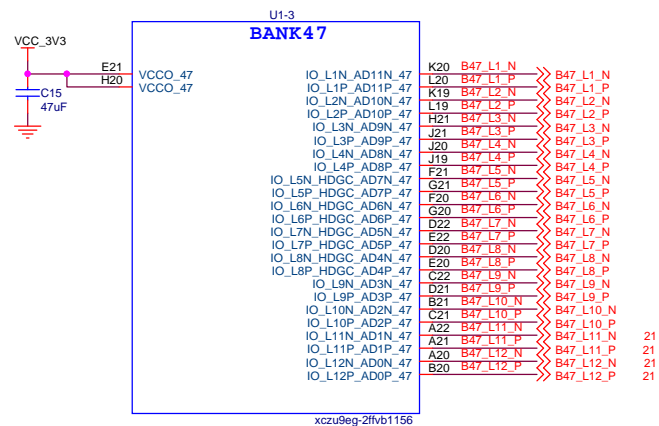 U1-3
BANK47
VCC_3V3
E21 VCCO_47
H20 VCCO_47
C15
47uF
IO_L1N_AD11N_47 K20 B47_L1_N B47_L1_N
IO_L1P_AD11P_47 L20 B47_L1_P B47_L1_P
IO_L2N_AD10N_47 K19 B47_L2_N B47_L2_N
IO_L2P_AD10P_47 L19 B47_L2_P B47_L2_P
IO_L3N_AD9N_47 H21 B47_L3_N B47_L3_N
IO_L3P_AD9P_47 J21 B47_L3_P B47_L3_P
IO_L4N_AD8N_47 J20 B47_L4_N B47_L4_N
IO_L4P_AD8P_47 J19 B47_L4_P B47_L4_P
IO_L5N_HDGC_AD7N_47 F21 B47_L5_N B47_L5_N
IO_L5P_HDGC_AD7P_47 G21 B47_L5_P B47_L5_P
IO_L6N_HDGC_AD6N_47 F20 B47_L6_N B47_L6_N
IO_L6P_HDGC_AD6P_47 G20 B47_L6_P B47_L6_P
IO_L7N_HDGC_AD5N_47 D22 B47_L7_N B47_L7_N
IO_L7P_HDGC_AD5P_47 E22 B47_L7_P B47_L7_P
IO_L8N_HDGC_AD4N_47 D20 B47_L8_N B47_L8_N
IO_L8P_HDGC_AD4P_47 E20 B47_L8_P B47_L8_P
IO_L9N_AD3N_47 C22 B47_L9_N B47_L9_N
IO_L9P_AD3P_47 D21 B47_L9_P B47_L9_P
IO_L10N_AD2N_47 B21 B47_L10_N B47_L10_N
IO_L10P_AD2P_47 C21 B47_L10_P B47_L10_P
IO_L11N_AD1N_47 A22 B47_L11_N B47_L11_N 21
IO_L11P_AD1P_47 A21 B47_L11_P B47_L11_P 21
IO_L12N_AD0N_47 A20 B47_L12_N B47_L12_N 21
IO_L12P_AD0P_47 B20 B47_L12_P B47_L12_P 21
xczu9eg-2ffvb1156